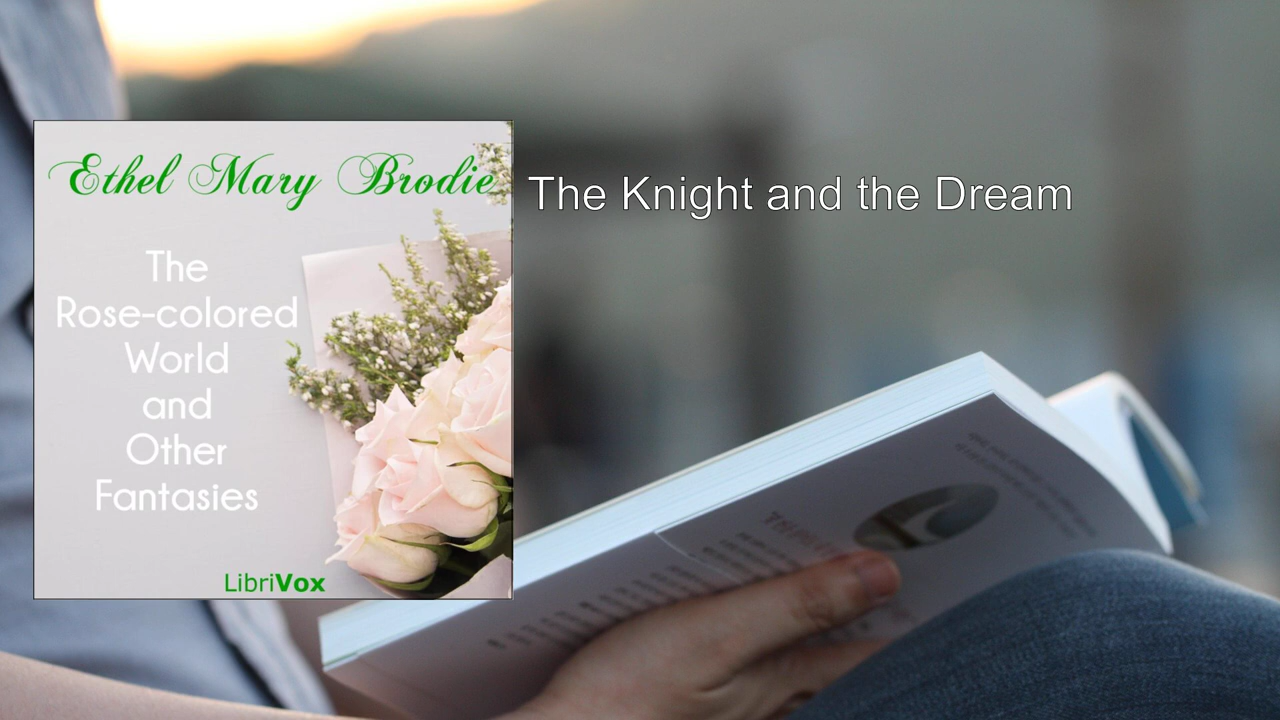 Ethel Mary Brodie
The
Rose-colored
World
and
Other
Fantasies
LibriVox
The Knight and the Dream